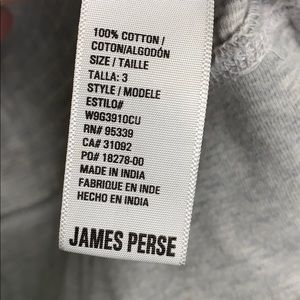 100% COTTON /
COTON/ALGODÓN
SIZE / TAILLE
TALLA: 3
STYLE / MODELE
ESTILO#
W9G3910CU
RN# 95339
CA# 31092
PO# 18278-00
MADE IN INDIA
FABRIQUE EN INDE
HECHO EN INDIA
JAMES PERSE